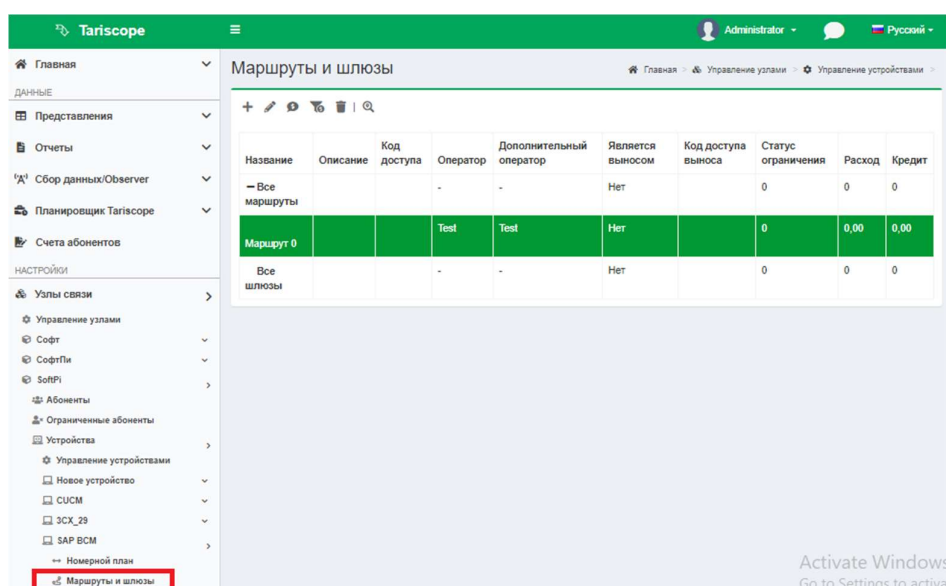 Tariscope
Administrator
Русский
Главная
ДАННЫЕ
Представления
Отчеты
Сбор данных/Observer
Планировщик Tariscope
Счета абонентов
НАСТРОЙКИ
Узлы связи
Управление узлами
Софт
СофтПи
SoftPi
Абоненты
Ограниченные абоненты
Устройства
Управление устройствами
Новое устройство
CUCM
3CX_29
SAP BCM
Номерной план
Маршруты и шлюзы
Маршруты и шлюзы
Главная > Управление узлами > Управление устройствами >
Название Описание Код доступа Оператор Дополнительный оператор Является выносом Код доступа выноса Статус ограничения Расход Кредит
Все маршруты - - Нет 0 0 0
Маршрут 0 Test Test Нет 0 0,00 0,00
Все шлюзы - - Нет 0 0 0
Activate Windows
Go to Settings to activa